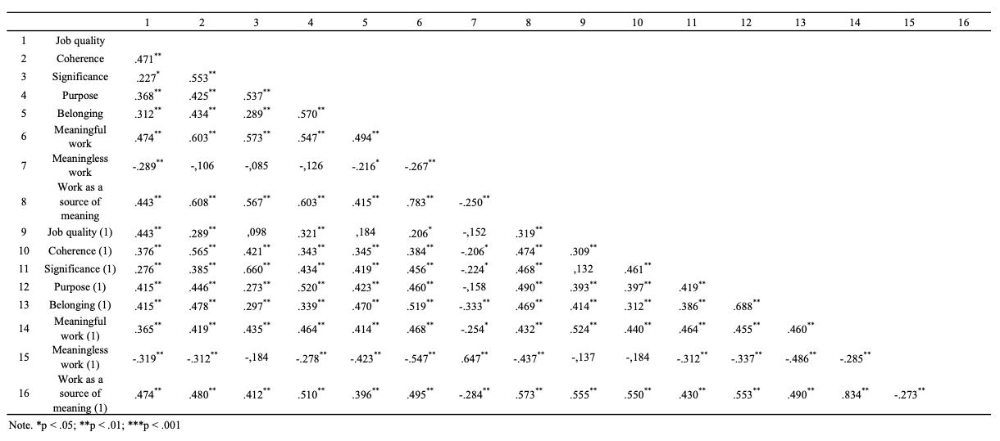 1 2 3 4 5 6 7 8 9 10 11 12 13 14 15 16
1 Job quality
2 Coherence .471**
3 Significance .227* .553**
4 Purpose .368** .425** .537**
5 Belonging .312** .434** .289** .570**
6 Meaningful work .474** .603** .573** .547** .494**
7 Meaningless work -.289** -,106 -,085 -,126 -.216* -.267**
8 Work as a source of meaning .443** .608** .567** .603** .415** .783** -.250**
9 Job quality (1) .443** .289** ,098 .321** ,184 .206* -,152 .319**
10 Coherence (1) .376** .565** .421** .343** .345** .384** -.206* .474** .309**
11 Significance (1) .276** .385** .660** .434** .419** .456** -.224* .468** ,132 .461**
12 Purpose (1) .415** .446** .273** .520** .423** .460** -,158 .490** .393** .397** .419**
13 Belonging (1) .415** .478** .297** .339** .470** .519** -.333** .469** .414** .312** .386** .688**
14 Meaningful work (1) .365** .419** .435** .464** .414** .468** -.254* .432** .524** .440** .464** .455** .460**
15 Meaningless work (1) -.319** -.312** -,184 -.278** -.423** -.547** .647** -.437** -,137 -,184 -.312** -.337** -.486** -.285**
16 Work as a source of meaning (1) .474** .480** .412** .510** .396** .495** -.284** .573** .555** .550** .430** .553** .490** .834** -.273**
Note. *p < .05; **p < .01; ***p < .001